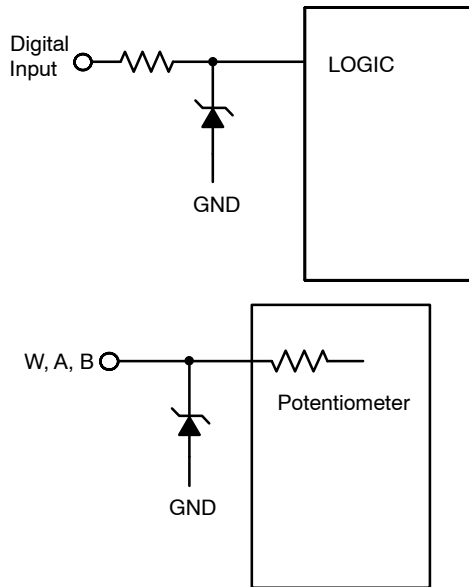 Digital
Input
LOGIC
GND
W, A, B
Potentiometer
GND